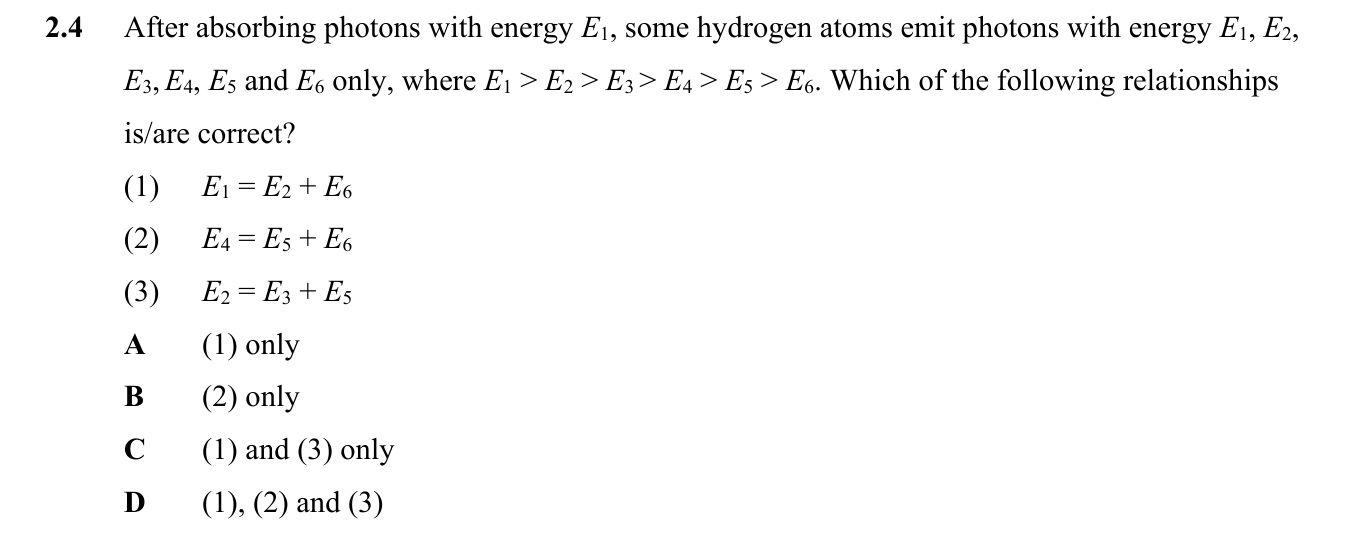 2.4 After absorbing photons with energy E₁, some hydrogen atoms emit photons with energy E₁, E₂,
E₃, E₄, E₅ and E₆ only, where E₁ > E₂ > E₃> E₄ > E₅ > E₆. Which of the following relationships
is/are correct?
(1) E₁ = E₂ + E₆
(2) E₄ = E₅ + E₆
(3) E₂ = E₃ + E₅
A (1) only
B (2) only
C (1) and (3) only
D (1), (2) and (3)